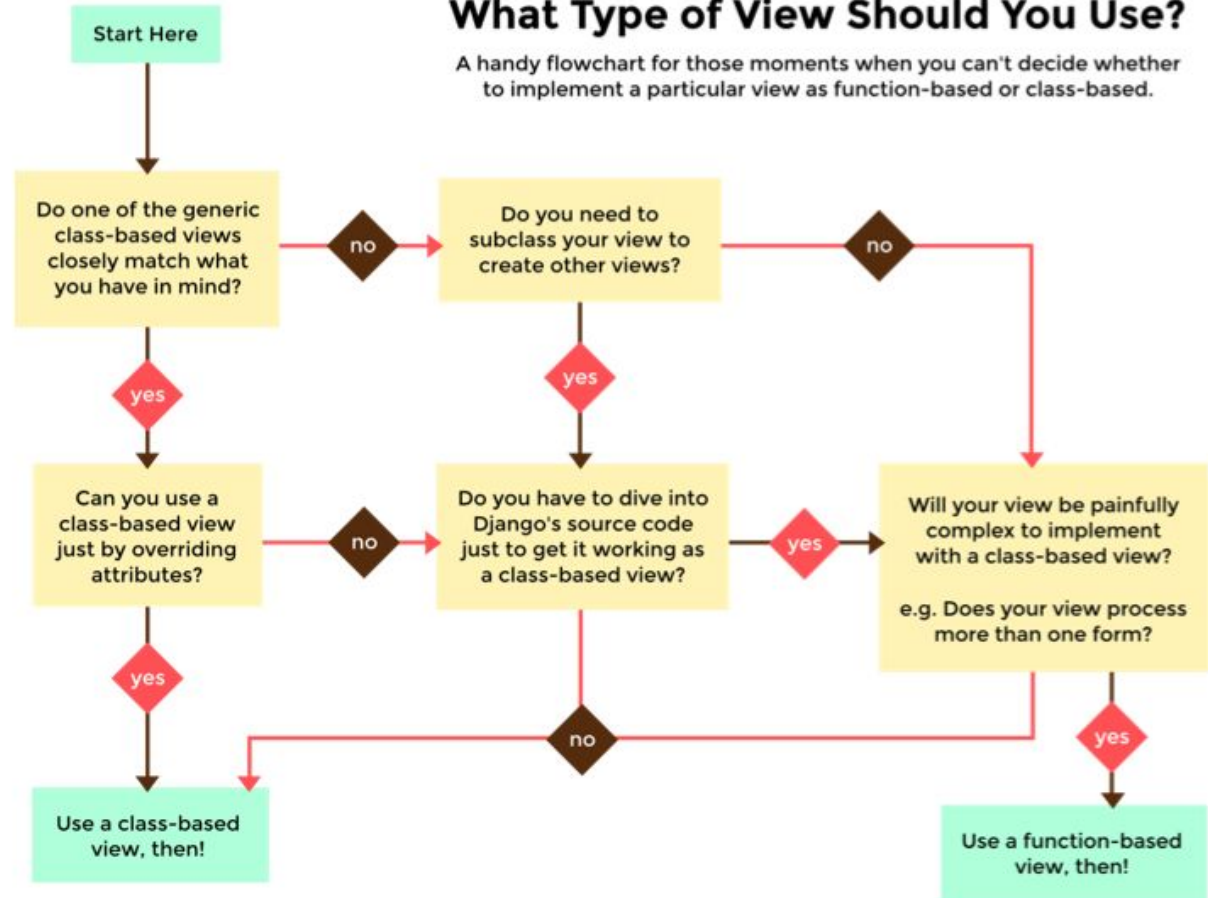 What Type of View Should You Use?
A handy flowchart for those moments when you can't decide whether
to implement a particular view as function-based or class-based.
Start Here
Do one of the generic
class-based views
closely match what
you have in mind?
no
Do you need to
subclass your view to
create other views?
no
yes
yes
Can you use a
class-based view
just by overriding
attributes?
no
Do you have to dive into
Django's source code
just to get it working as
a class-based view?
yes
Will your view be painfully
complex to implement
with a class-based view?
e.g. Does your view process
more than one form?
yes
no
yes
Use a class-based
view, then!
Use a function-based
view, then!